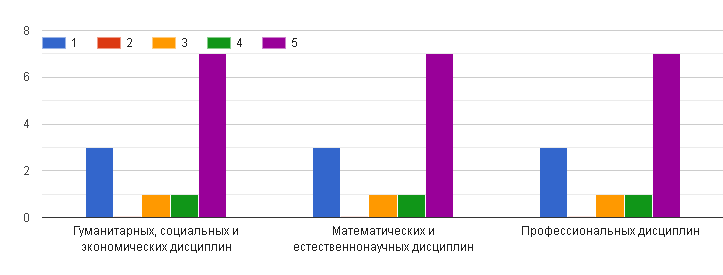 8
1 2 3 4 5
6
4
2
0
Гуманитарных, социальных и
экономических дисциплин
Математических и
естественнонаучных дисциплин
Профессиональных дисциплин